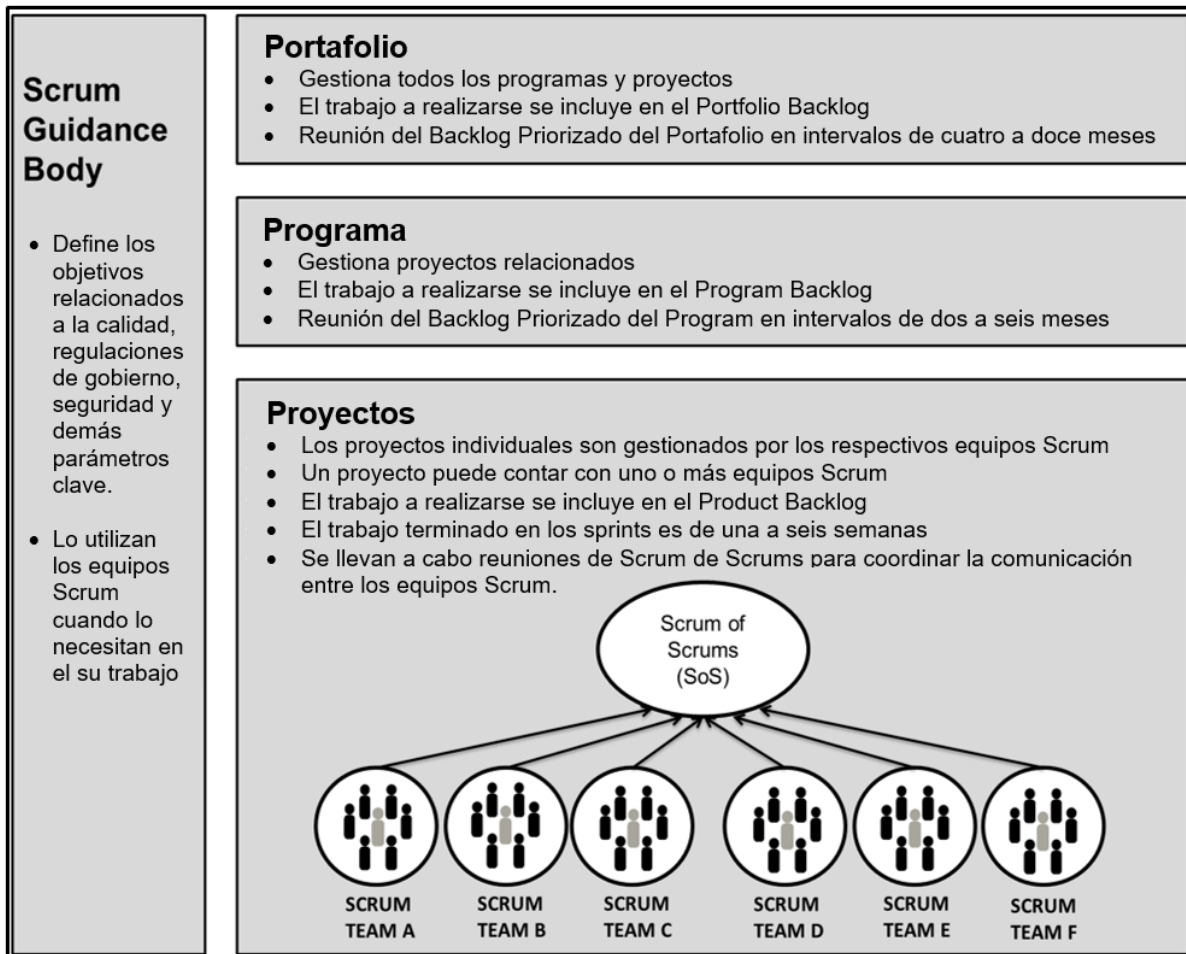 Scrum
Guidance
Body
• Define los
objetivos
relacionados
a la calidad,
regulaciones
de gobierno,
seguridad y
demás
parámetros
clave.
• Lo utilizan
los equipos
Scrum
cuando lo
necesitan en
el su trabajo
Portafolio
• Gestiona todos los programas y proyectos
• El trabajo a realizarse se incluye en el Portfolio Backlog
• Reunión del Backlog Priorizado del Portafolio en intervalos de cuatro a doce meses
Programa
• Gestiona proyectos relacionados
• El trabajo a realizarse se incluye en el Program Backlog
• Reunión del Backlog Priorizado del Program en intervalos de dos a seis meses
Proyectos
• Los proyectos individuales son gestionados por los respectivos equipos Scrum
• Un proyecto puede contar con uno o más equipos Scrum
• El trabajo a realizarse se incluye en el Product Backlog
• El trabajo terminado en los sprints es de una a seis semanas
• Se llevan a cabo reuniones de Scrum de Scrums para coordinar la comunicación
entre los equipos Scrum.
Scrum of
Scrums
(SoS)
SCRUM
TEAM A
SCRUM
TEAM B
SCRUM
TEAM C
SCRUM
TEAM D
SCRUM
TEAM E
SCRUM
TEAM F